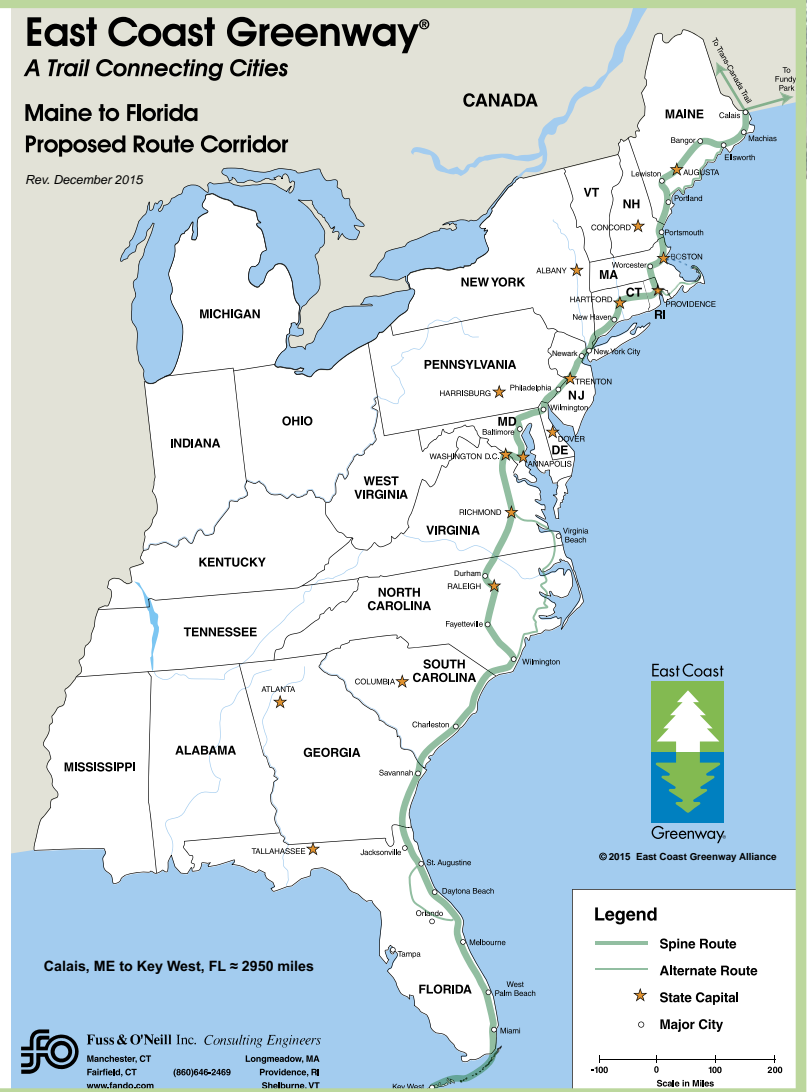 East Coast Greenway®
A Trail Connecting Cities
Maine to Florida
Proposed Route Corridor
Rev. December 2015
CANADA
To Trans-Canada Trail
To
Fundy
Park
MAINE
Calais
Machias
Bangor
Ellsworth
AUGUSTA
Lewiston
Portland
VT
NH
CONCORD
Portsmouth
BOSTON
Worcester
MA
ALBANY
NEW YORK
HARTFORD
CT
PROVIDENCE
RI
New Haven
MICHIGAN
New York City
Newark
PENNSYLVANIA
TRENTON
Philadelphia
HARRISBURG
NJ
Wilmington
OHIO
MD
Baltimore
INDIANA
DOVER
DE
WASHINGTON D.C.
ANNAPOLIS
WEST
VIRGINIA
RICHMOND
VIRGINIA
Virginia
Beach
KENTUCKY
Durham
RALEIGH
NORTH
CAROLINA
Fayetteville
TENNESSEE
Wilmington
SOUTH
CAROLINA
COLUMBIA
ATLANTA
Charleston
ALABAMA
GEORGIA
MISSISSIPPI
Savannah
East Coast
Greenway®
© 2015 East Coast Greenway Alliance
TALLAHASSEE
Jacksonville
St. Augustine
Daytona Beach
Orlando
Melbourne
Tampa
FLORIDA
West
Palm Beach
Miami
Key West
Calais, ME to Key West, FL ≈ 2950 miles
Legend
Spine Route
Alternate Route
State Capital
Major City
-100 0 100 200
Scale in Miles
fo
Fuss & O'Neill Inc. Consulting Engineers
Manchester, CT Longmeadow, MA
Fairfield, CT (860)646-2469 Providence, RI
www.fando.com Shelburne, VT